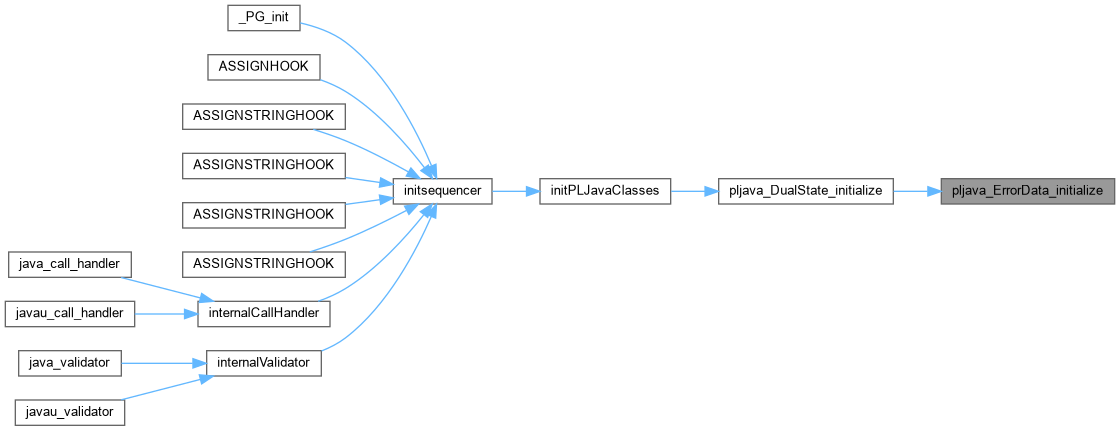 _PG_init
ASSIGNHOOK
ASSIGNSTRINGHOOK
ASSIGNSTRINGHOOK
initsequencer
initPLJavaClasses
pljava_DualState_initialize
pljava_ErrorData_initialize
ASSIGNSTRINGHOOK
ASSIGNSTRINGHOOK
java_call_handler
javau_call_handler
internalCallHandler
java_validator
internalValidator
javau_validator